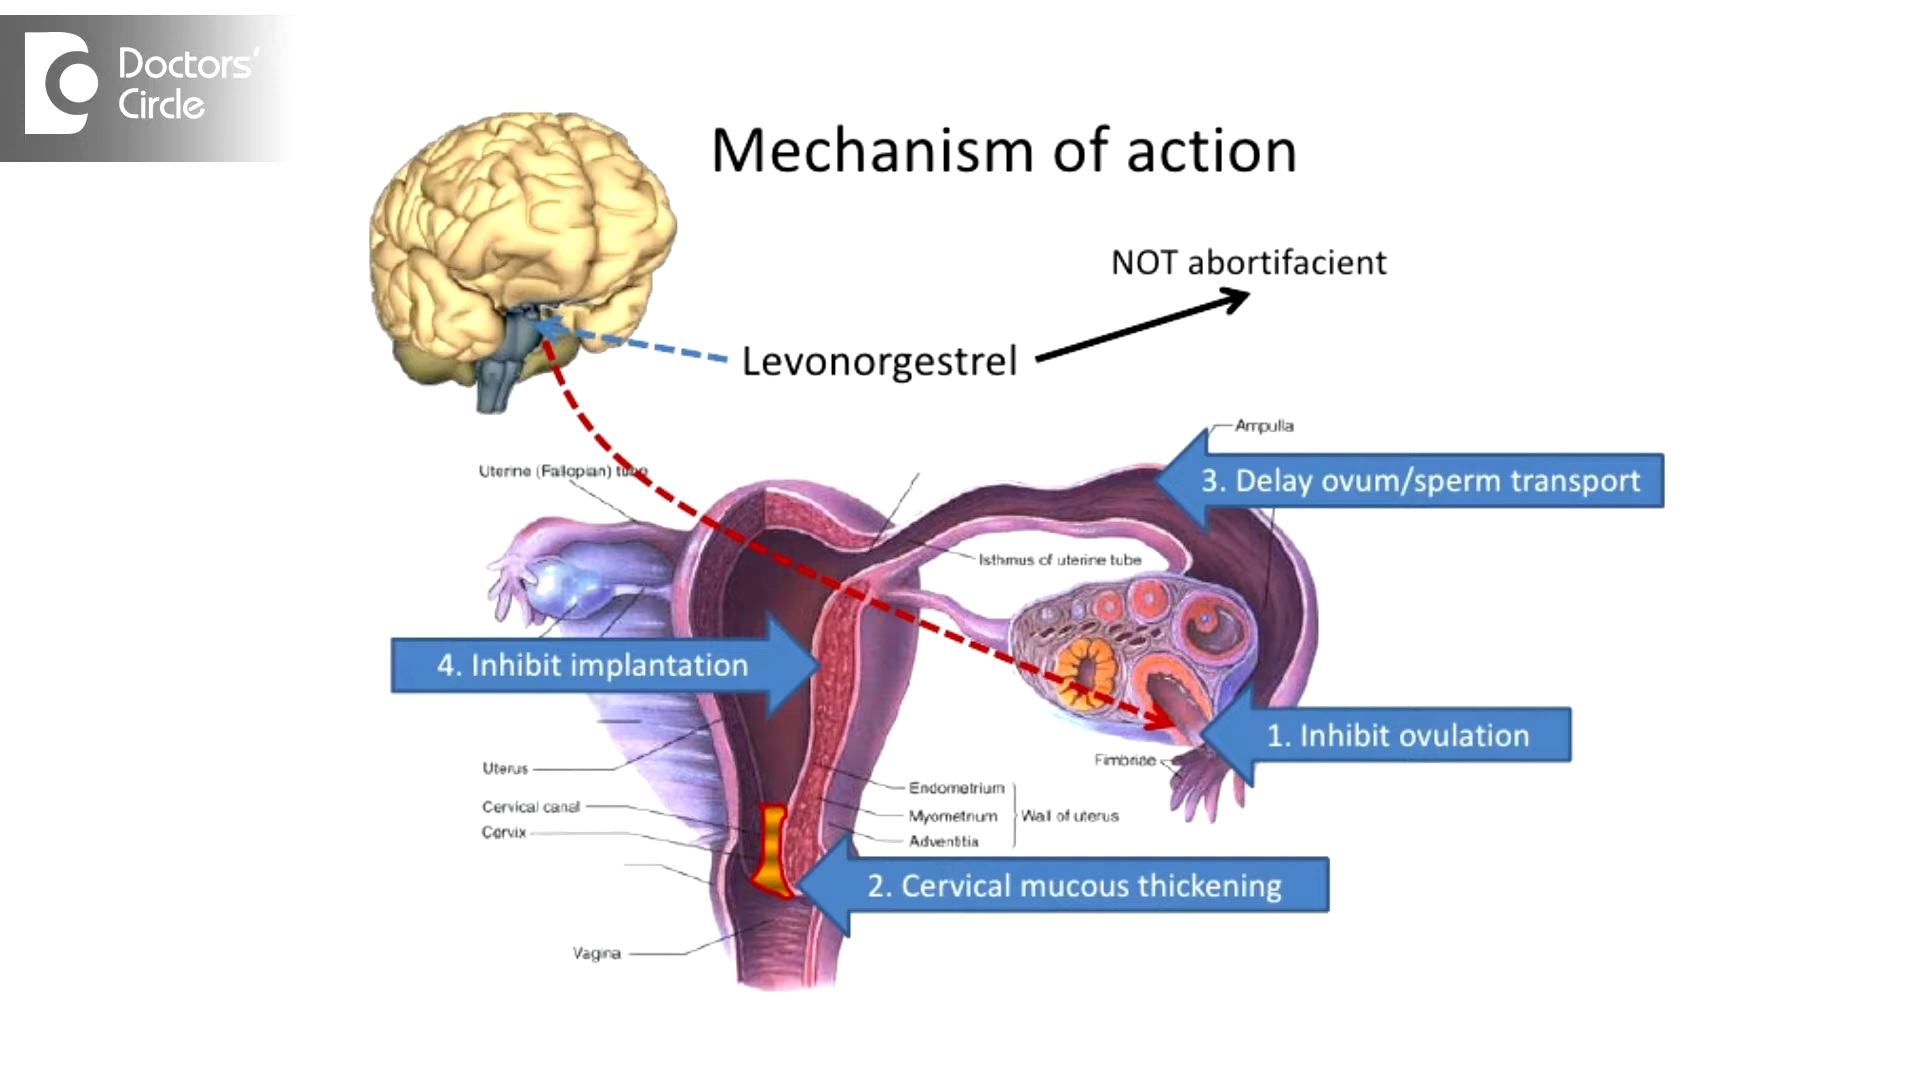 Doctors'
Circle
Mechanism of action
NOT abortifacient
Levonorgestrel
Ampulla
Uterine (Fallopian) tube
3. Delay ovum/sperm transport
Isthmus of uterine tube
4. Inhibit implantation
1. Inhibit ovulation
Fimbriae
Uterus
Endometrium
Cervical canal
Myometrium
Wall of uterus
Cervix
Adventitia
2. Cervical mucous thickening
Vagina